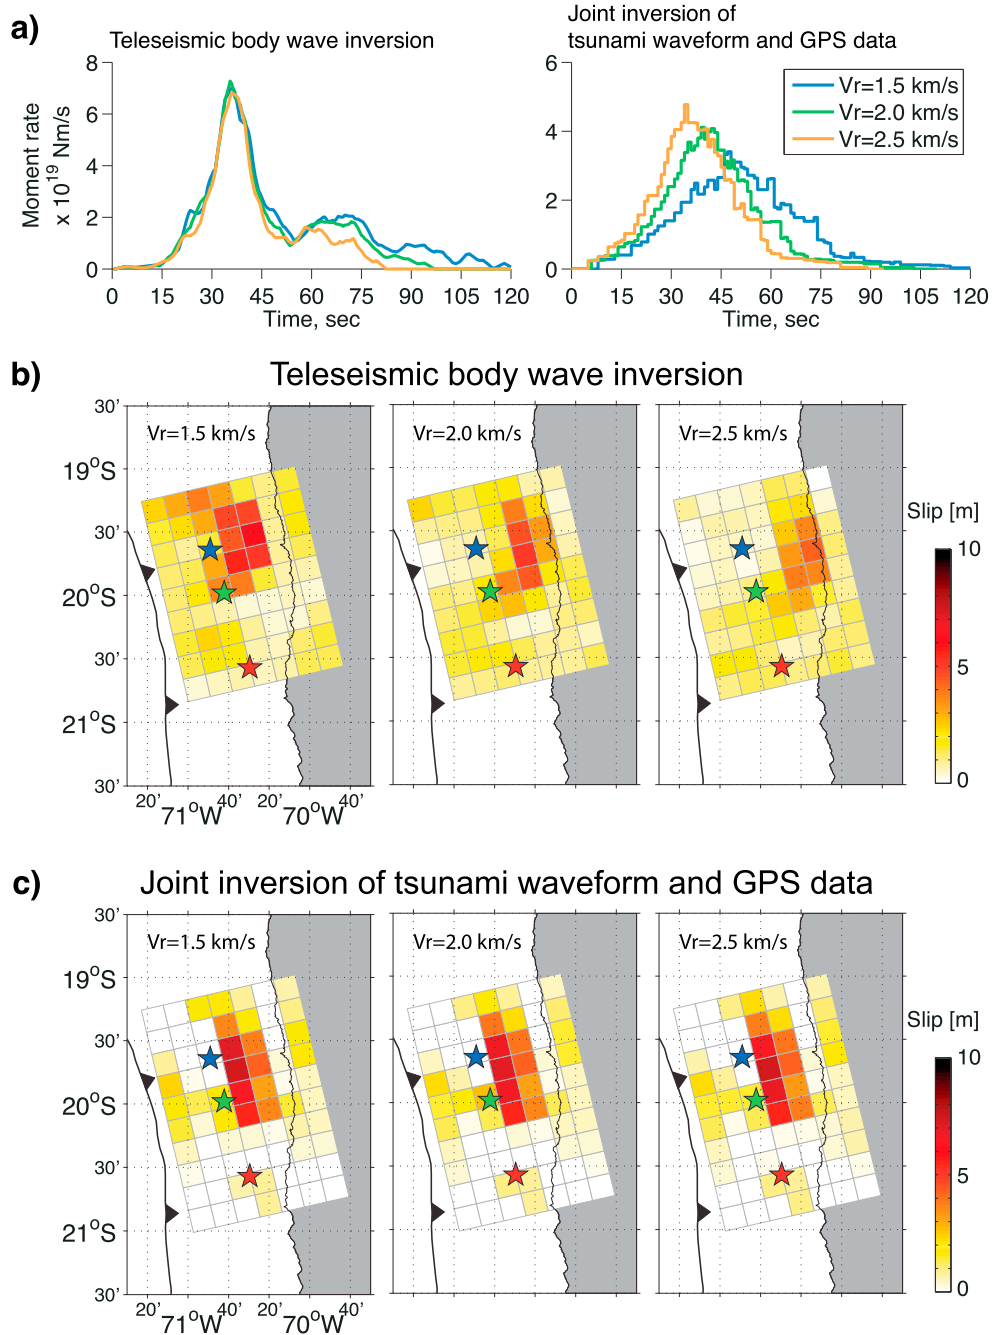 a)
Teleseismic body wave inversion
Joint inversion of
tsunami waveform and GPS data
Moment rate
x 10^19 Nm/s
8
6
4
2
0
0 15 30 45 60 75 90 105 120
Time, sec
6
4
2
0
0 15 30 45 60 75 90 105 120
Time, sec
Vr=1.5 km/s
Vr=2.0 km/s
Vr=2.5 km/s
b)
Teleseismic body wave inversion
30'
19°S
30'
20°S
30'
21°S
30'
Vr=1.5 km/s
Vr=2.0 km/s
Vr=2.5 km/s
20' 71°W 40' 20' 70°W 40'
Slip [m]
10
5
0
c)
Joint inversion of tsunami waveform and GPS data
30'
19°S
30'
20°S
30'
21°S
30'
Vr=1.5 km/s
Vr=2.0 km/s
Vr=2.5 km/s
20' 71°W 40' 20' 70°W 40'
Slip [m]
10
5
0